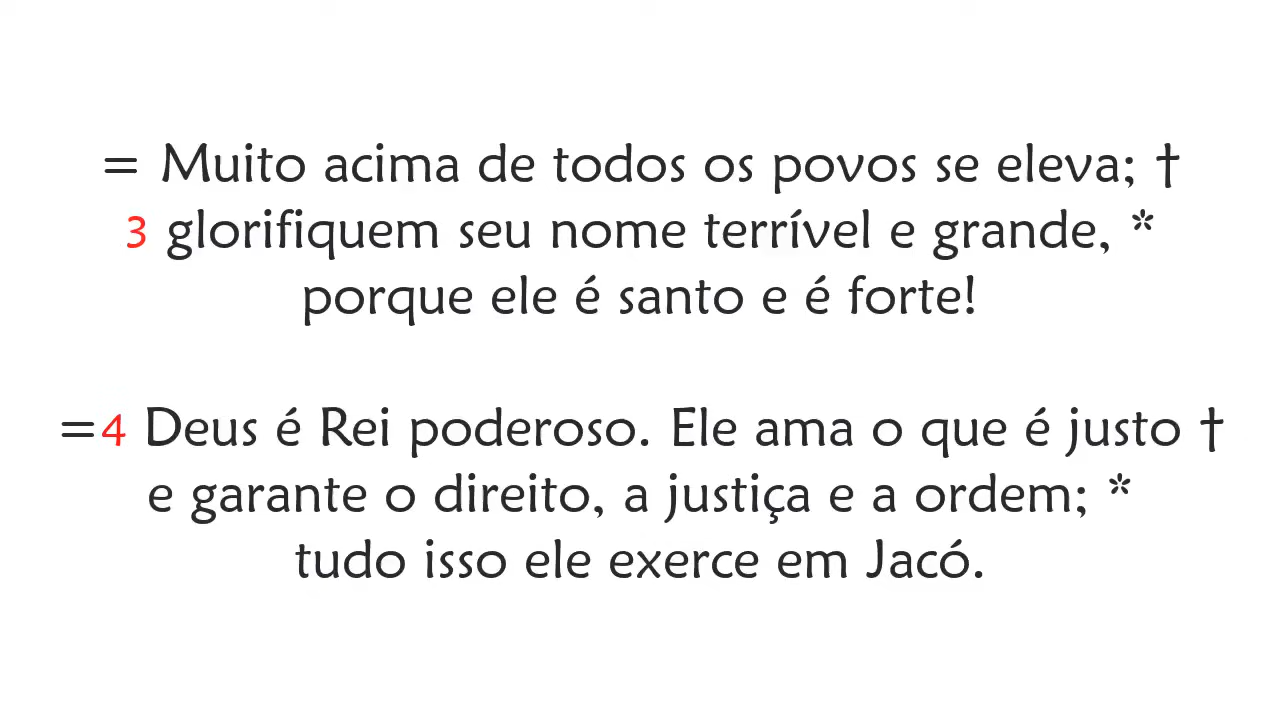 = Muito acima de todos os povos se eleva; †
3 glorifiquem seu nome terrível e grande, *
porque ele é santo e é forte!
=4 Deus é Rei poderoso. Ele ama o que é justo †
e garante o direito, a justiça e a ordem; *
tudo isso ele exerce em Jacó.